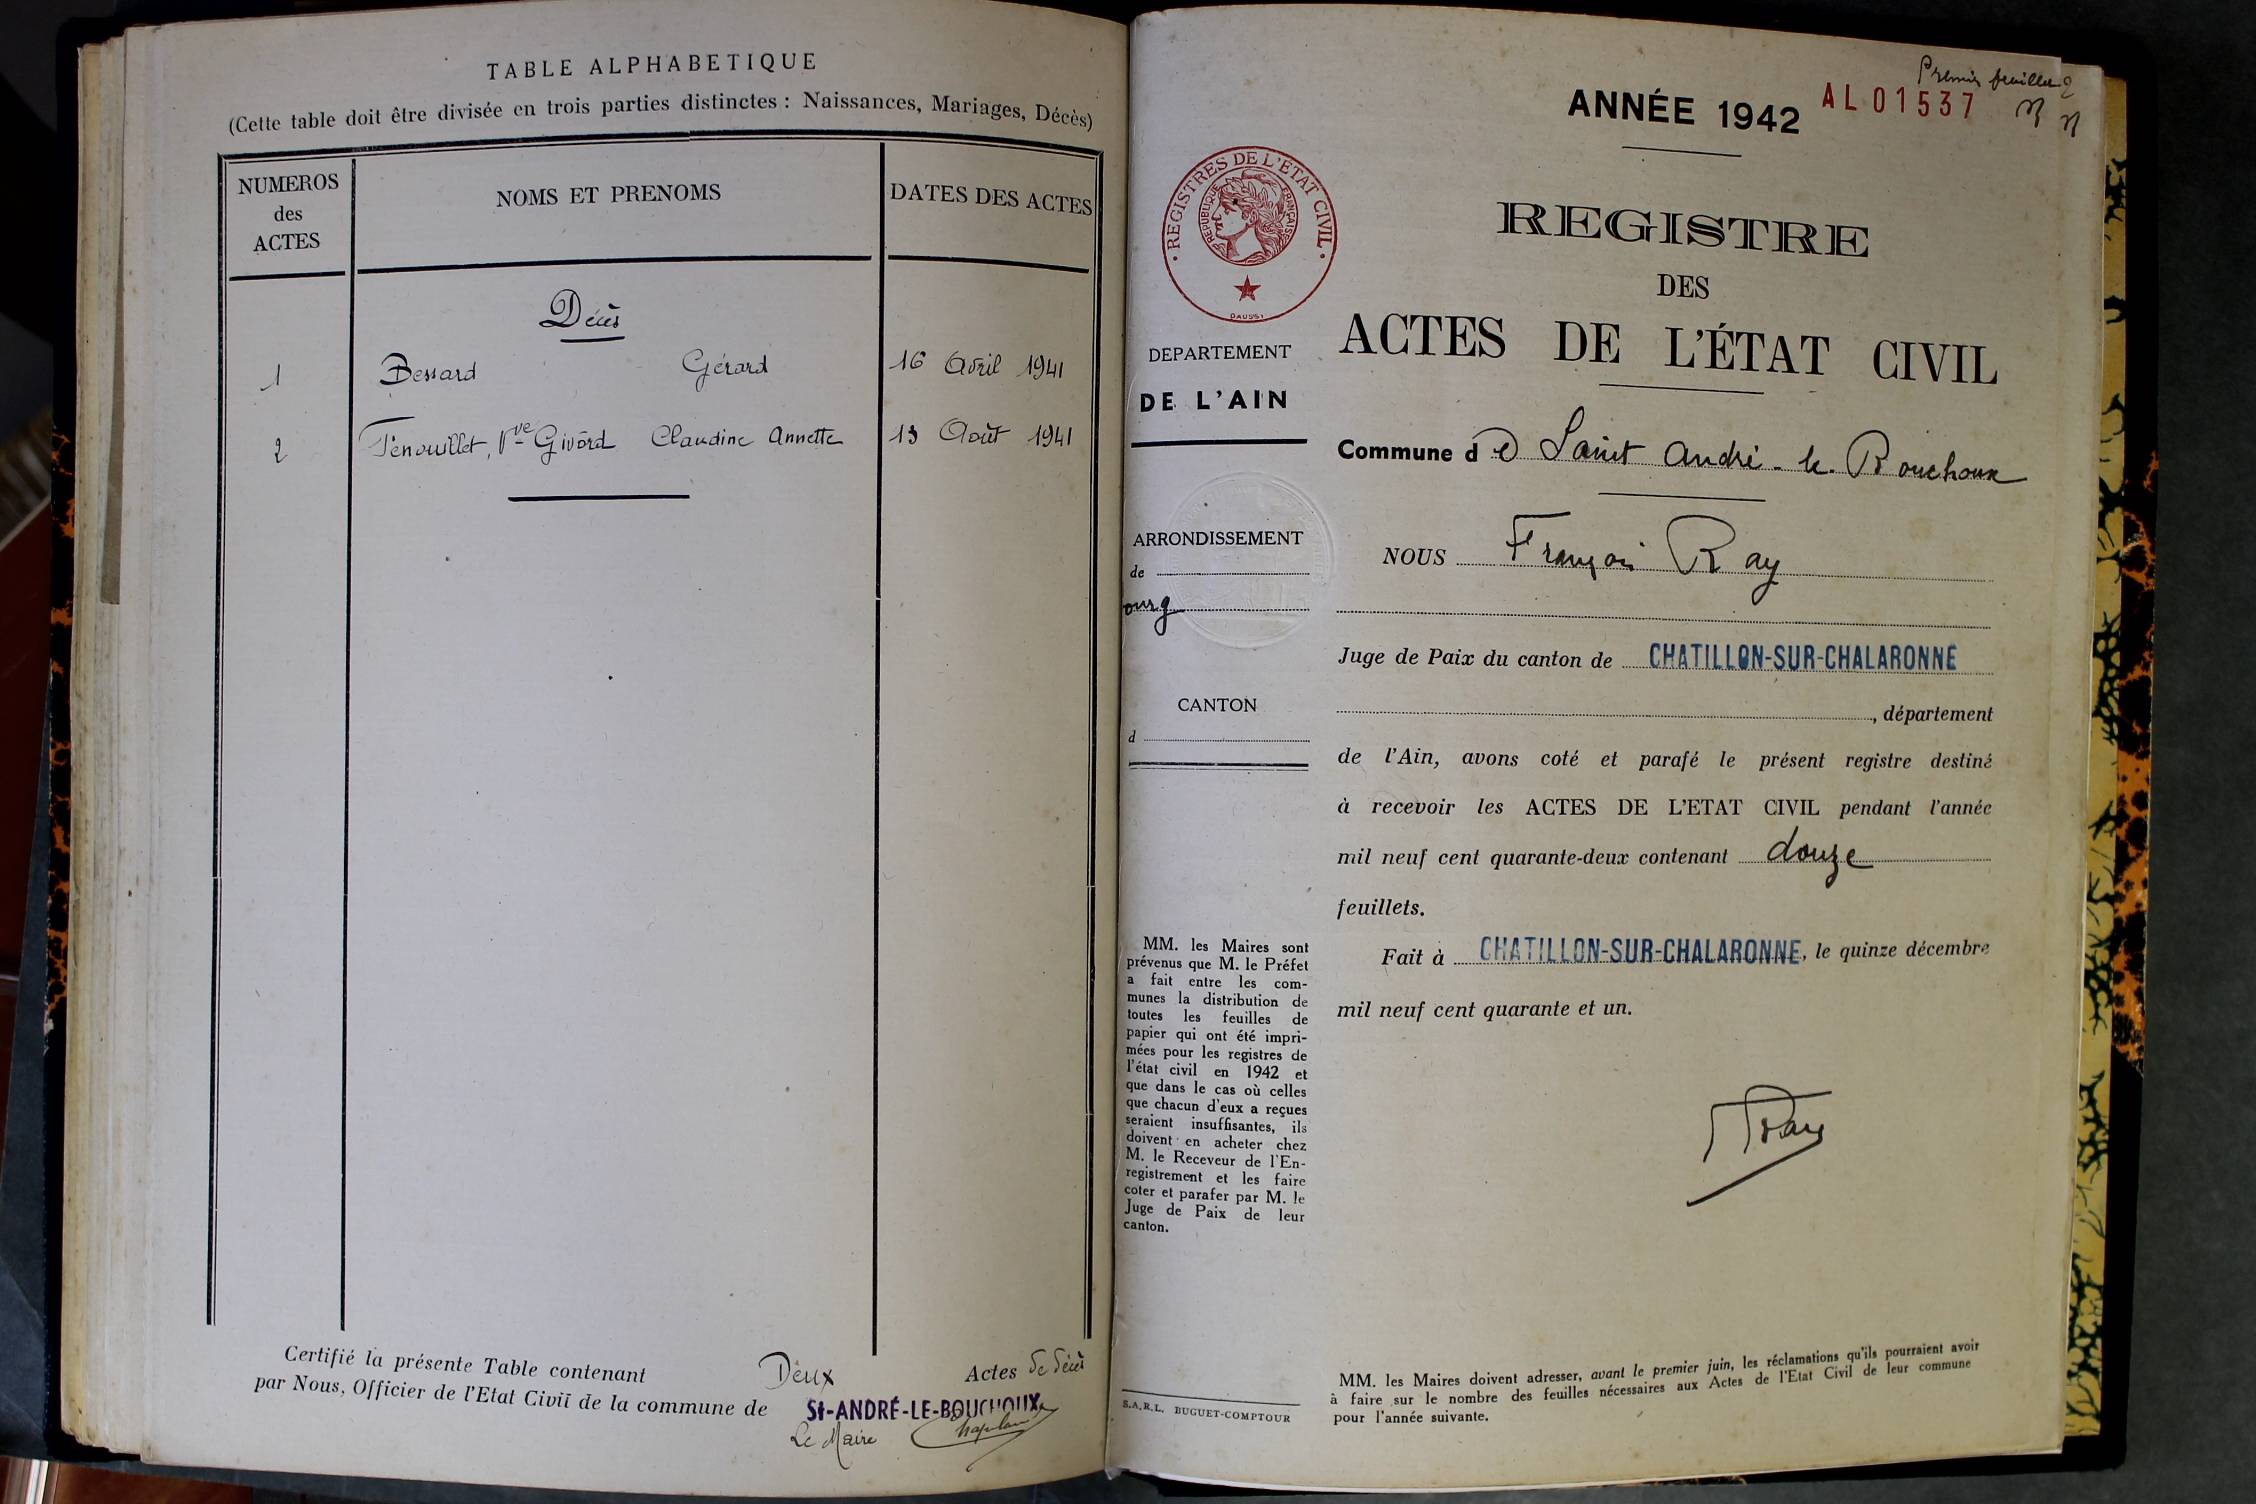 TABLE ALPHABETIQUE
(Cette table doit être divisée en trois parties distinctes : Naissances, Mariages, Décès)
NUMEROS
des
ACTES
NOMS ET PRENOMS
DATES DES ACTES
Décès
1 Bessard Gérard 16 Avril 1941
2 Fenouillet, Vve Givord Claudine Annette 13 Août 1941
Certifié la présente Table contenant Deux Actes de décès
par Nous, Officier de l'Etat Civil de la commune de St-ANDRÉ-LE-BOUCHOUX
Le Maire
Premier feuillet
ANNÉE 1942 AL01537
REGISTRES DE L'ÉTAT CIVIL
REPUBLIQUE FRANÇAISE
DAUSSY
REGISTRE
DES
ACTES DE L'ÉTAT CIVIL
DEPARTEMENT
DE L'AIN
Commune de Saint André-le-Bouchoux
ARRONDISSEMENT
de
ourg
CANTON
d
NOUS François Ray
Juge de Paix du canton de CHATILLON-SUR-CHALARONNE
, département
de l'Ain, avons coté et parafé le présent registre destiné
à recevoir les ACTES DE L'ETAT CIVIL pendant l'année
mil neuf cent quarante-deux contenant douze
feuillets.
Fait à CHATILLON-SUR-CHALARONNE, le quinze décembre
mil neuf cent quarante et un.
Ray
MM. les Maires sont
prévenus que M. le Préfet
a fait entre les com-
munes la distribution de
toutes les feuilles de
papier qui ont été impri-
mées pour les registres de
l'état civil en 1942 et
que dans le cas où celles
que chacun d'eux a reçues
seraient insuffisantes, ils
doivent en acheter chez
M. le Receveur de l'En-
registrement et les faire
coter et parafer par M. le
Juge de Paix de leur
canton.
S.A.R.L. BUGUET-COMPTOUR
MM. les Maires doivent adresser, avant le premier juin, les réclamations qu'ils pourraient avoir
à faire sur le nombre des feuilles nécessaires aux Actes de l'Etat Civil de leur commune
pour l'année suivante.